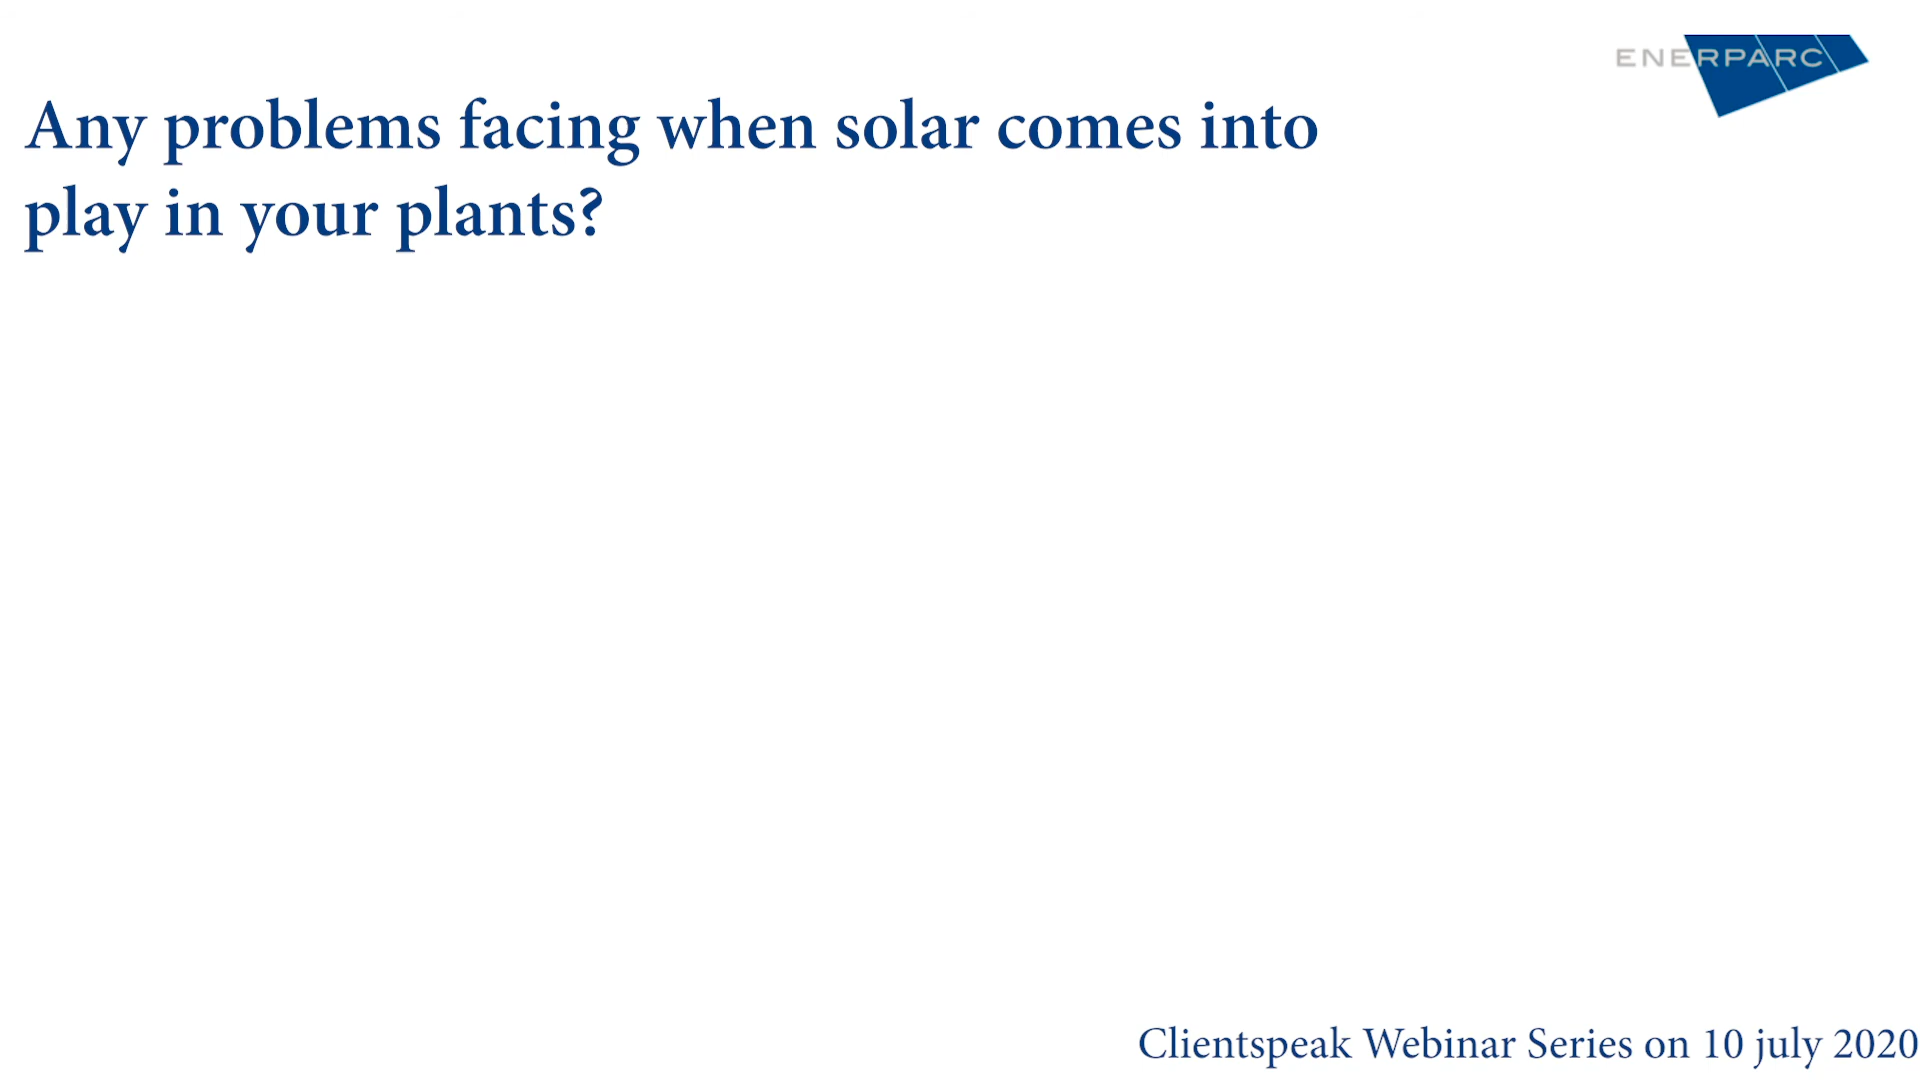 ENERPARC
Any problems facing when solar comes into
play in your plants?
Clientspeak Webinar Series on 10 july 2020